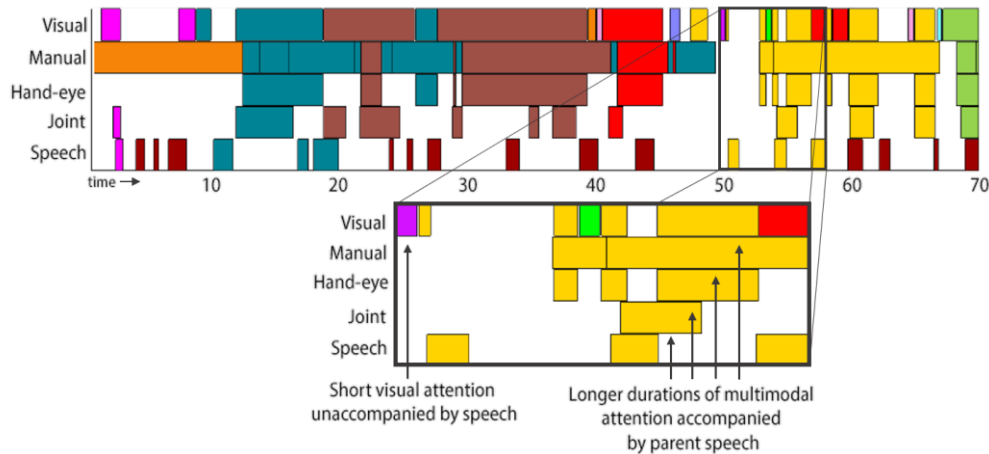 Visual
Manual
Hand-eye
Joint
Speech
time → 10 20 30 40 50 60 70
Visual
Manual
Hand-eye
Joint
Speech
Short visual attention
unaccompanied by speech
Longer durations of multimodal
attention accompanied
by parent speech